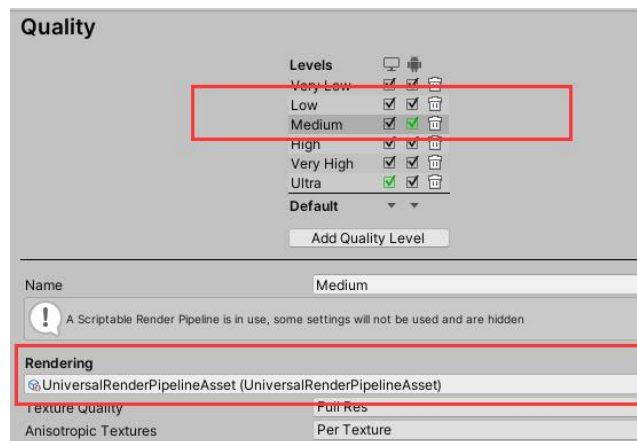 Quality
Levels
Very Low
Low
Medium
High
Very High
Ultra
Default
Add Quality Level
Name Medium
A Scriptable Render Pipeline is in use, some settings will not be used and are hidden
Rendering
UniversalRenderPipelineAsset (UniversalRenderPipelineAsset)
Texture Quality Full Res
Anisotropic Textures Per Texture